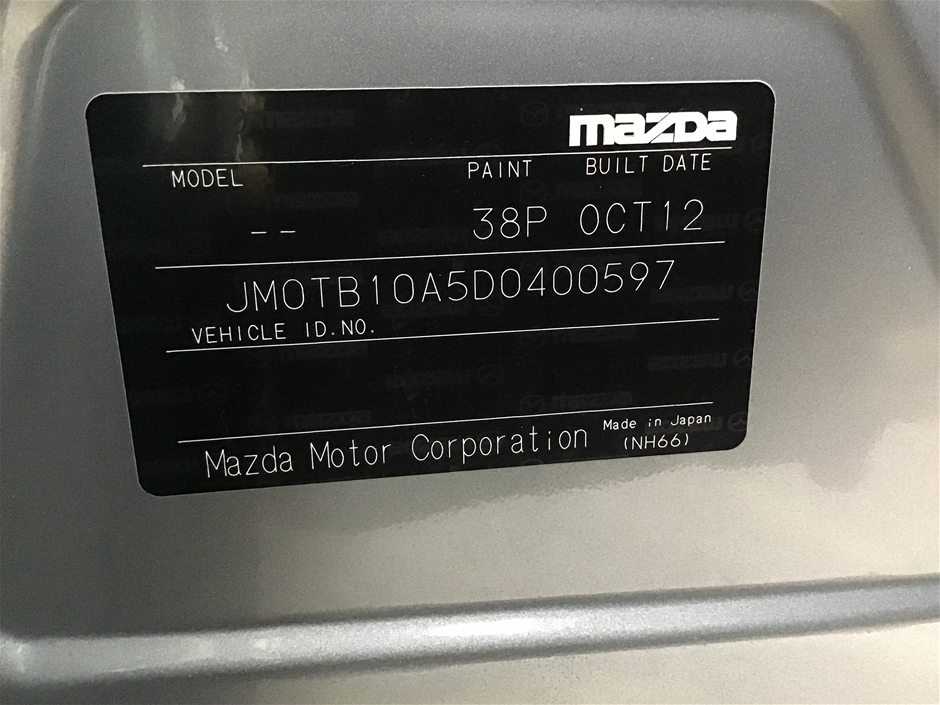 mazda
MODEL PAINT BUILT DATE
-- 38P OCT12
JM0TB10A5D0400597
VEHICLE ID.NO.
Mazda Motor Corporation Made in Japan
(NH66)